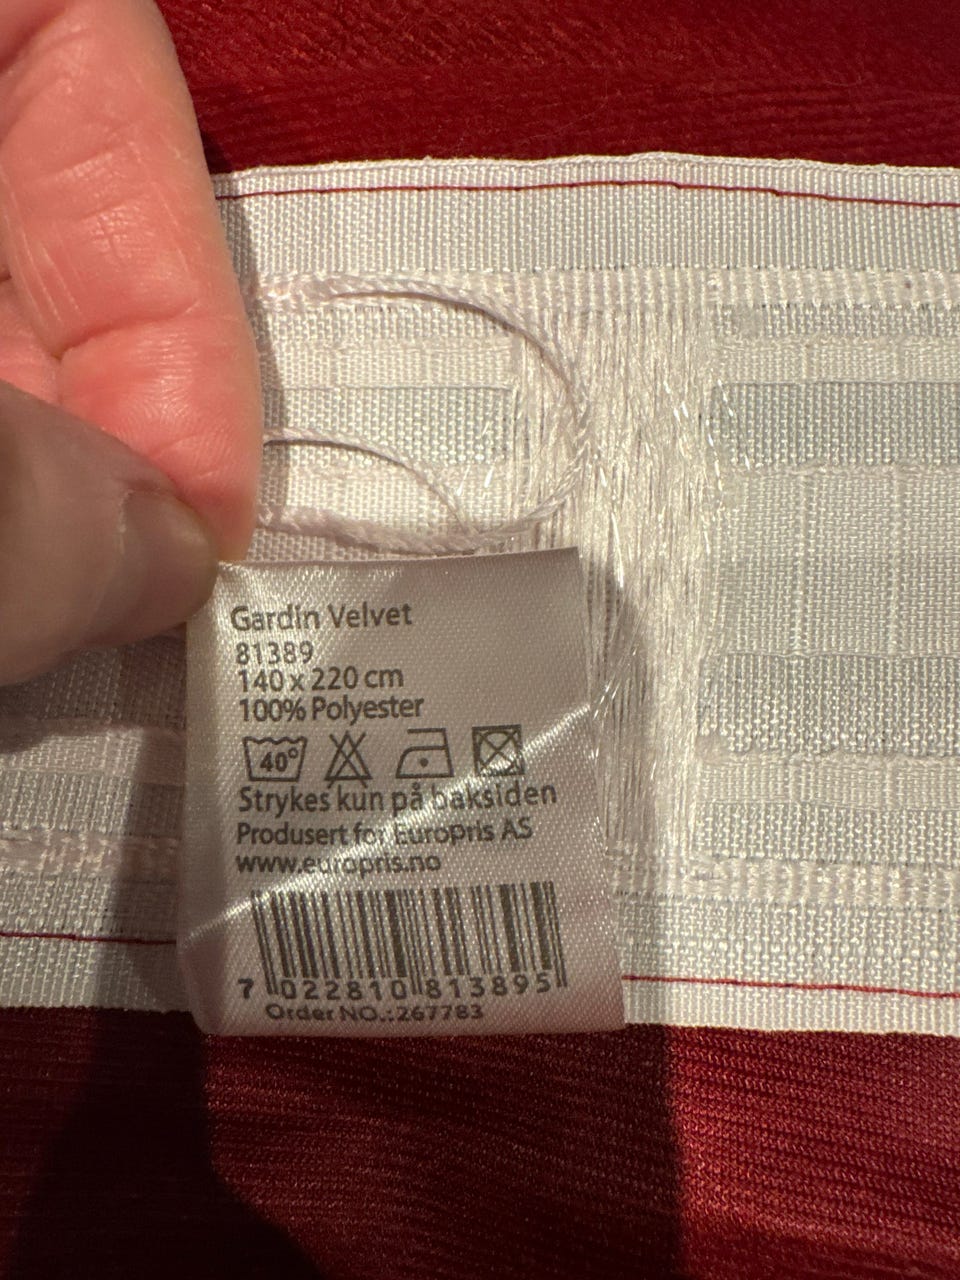 Gardin Velvet
81389
140 x 220 cm
100% Polyester
40°
Strykes kun på baksiden
Produsert for Europris AS
www.europris.no
7 022810 813895
Order NO.:267783